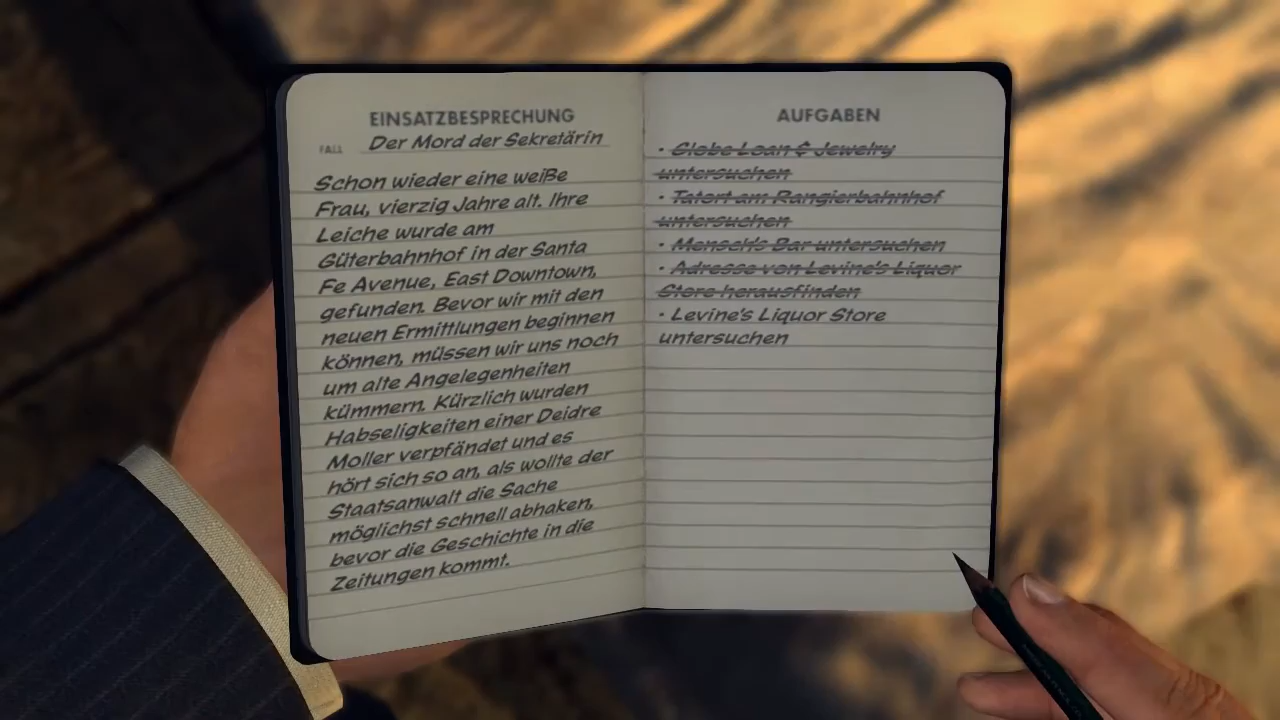 EINSATZBESPRECHUNG
FALL Der Mord der Sekretärin
Schon wieder eine weiße
Frau, vierzig Jahre alt. Ihre
Leiche wurde am
Güterbahnhof in der Santa
Fe Avenue, East Downtown,
gefunden. Bevor wir mit den
neuen Ermittlungen beginnen
können, müssen wir uns noch
um alte Angelegenheiten
kümmern. Kürzlich wurden
Habseligkeiten einer Deidre
Moller verpfändet und es
hört sich so an, als wollte der
Staatsanwalt die Sache
möglichst schnell abhaken,
bevor die Geschichte in die
Zeitungen kommt.
AUFGABEN
· Globe Loan & Jewelry
untersuchen
· Tatort am Rangierbahnhof
untersuchen
· Mensch's Bar untersuchen
· Adresse von Levine's Liquor
Store herausfinden
· Levine's Liquor Store
untersuchen